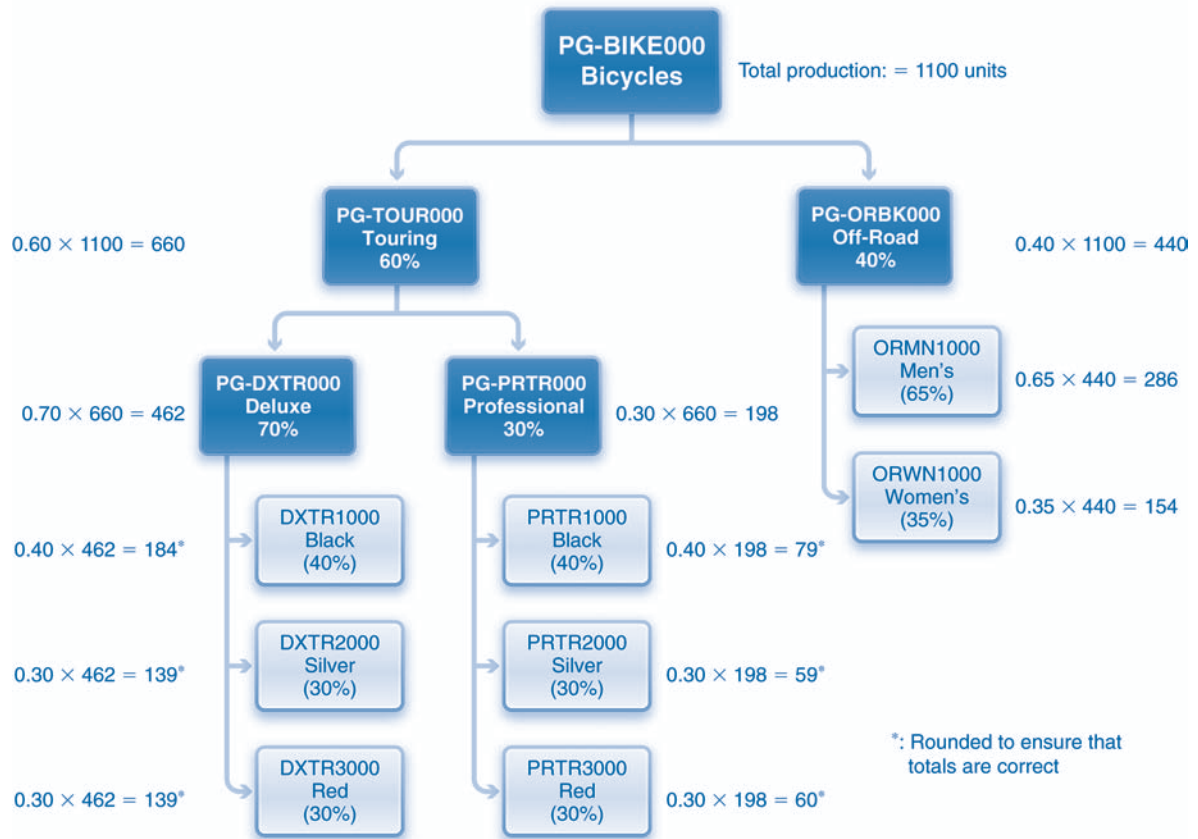 PG-BIKE000
Bicycles
Total production: = 1100 units
PG-TOUR000
Touring
60%
0.60 × 1100 = 660
PG-ORBK000
Off-Road
40%
0.40 × 1100 = 440
PG-DXTR000
Deluxe
70%
0.70 × 660 = 462
PG-PRTR000
Professional
30%
0.30 × 660 = 198
ORMN1000
Men's
(65%)
0.65 × 440 = 286
ORWN1000
Women's
(35%)
0.35 × 440 = 154
DXTR1000
Black
(40%)
0.40 × 462 = 184*
PRTR1000
Black
(40%)
0.40 × 198 = 79*
DXTR2000
Silver
(30%)
0.30 × 462 = 139*
PRTR2000
Silver
(30%)
0.30 × 198 = 59*
DXTR3000
Red
(30%)
0.30 × 462 = 139*
PRTR3000
Red
(30%)
0.30 × 198 = 60*
*: Rounded to ensure that
totals are correct